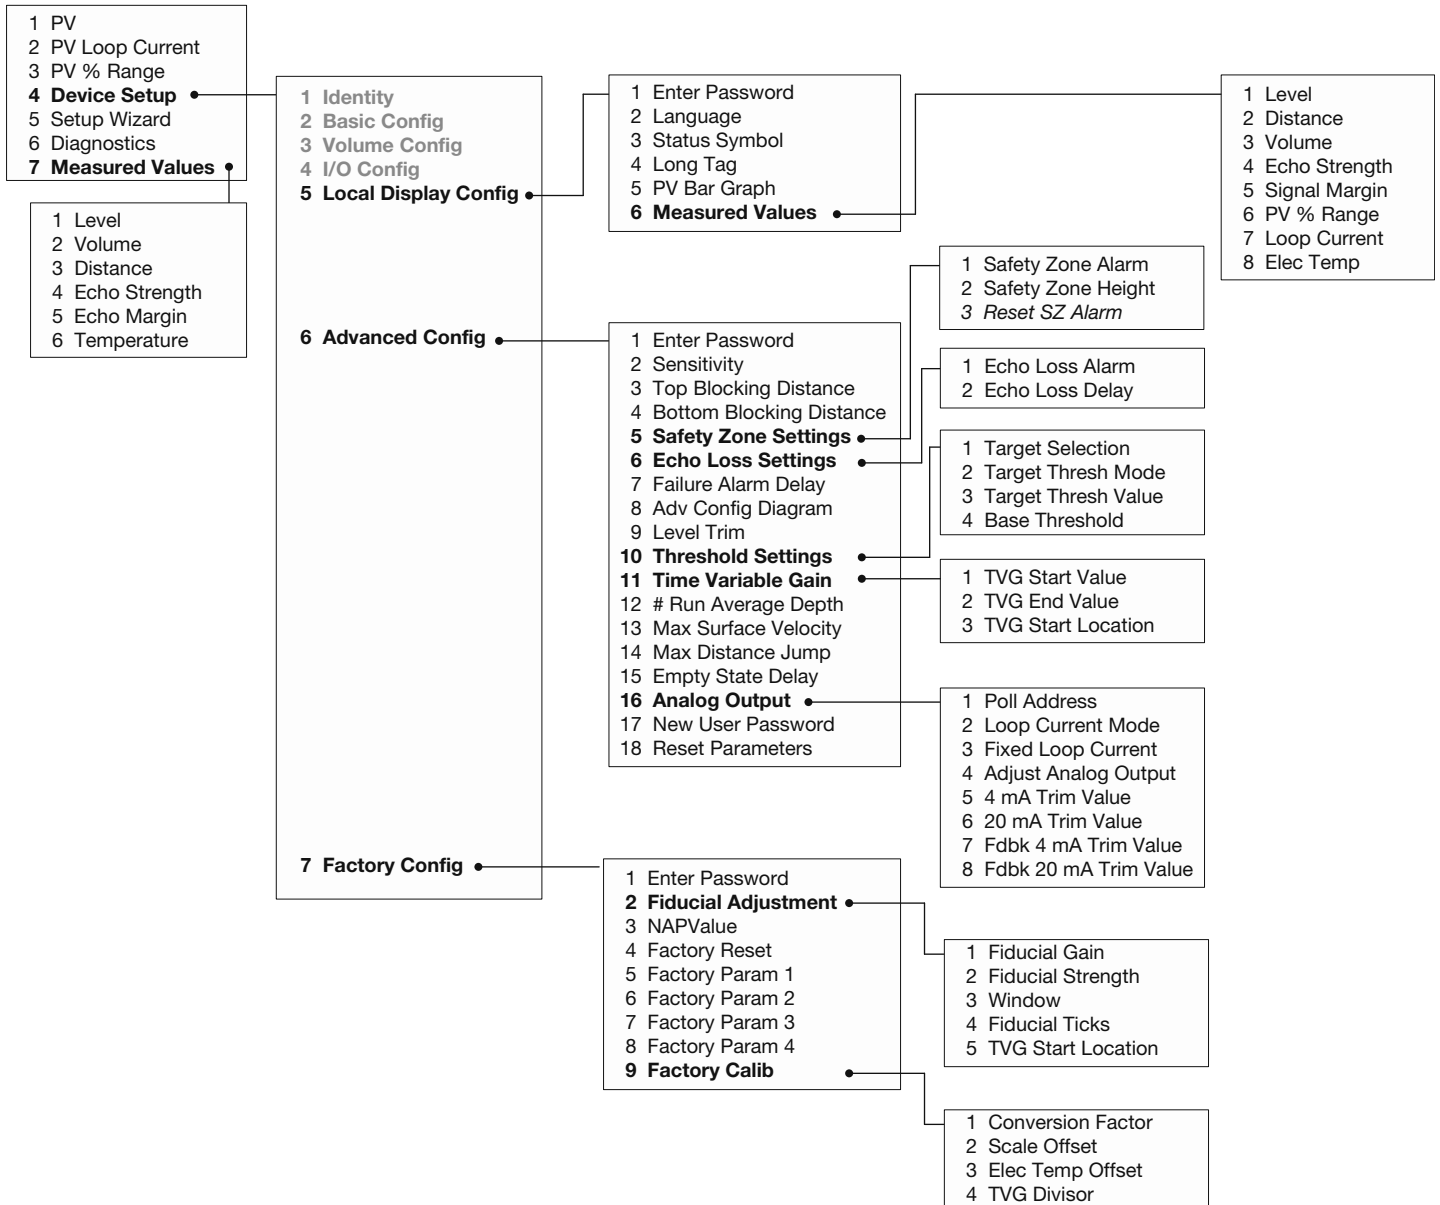 1 PV
2 PV Loop Current
3 PV % Range
4 Device Setup
5 Setup Wizard
6 Diagnostics
7 Measured Values
1 Level
2 Volume
3 Distance
4 Echo Strength
5 Echo Margin
6 Temperature
1 Identity
2 Basic Config
3 Volume Config
4 I/O Config
5 Local Display Config
6 Advanced Config
7 Factory Config
1 Enter Password
2 Language
3 Status Symbol
4 Long Tag
5 PV Bar Graph
6 Measured Values
1 Level
2 Distance
3 Volume
4 Echo Strength
5 Signal Margin
6 PV % Range
7 Loop Current
8 Elec Temp
1 Enter Password
2 Sensitivity
3 Top Blocking Distance
4 Bottom Blocking Distance
5 Safety Zone Settings
6 Echo Loss Settings
7 Failure Alarm Delay
8 Adv Config Diagram
9 Level Trim
10 Threshold Settings
11 Time Variable Gain
12 # Run Average Depth
13 Max Surface Velocity
14 Max Distance Jump
15 Empty State Delay
16 Analog Output
17 New User Password
18 Reset Parameters
1 Safety Zone Alarm
2 Safety Zone Height
3 Reset SZ Alarm
1 Echo Loss Alarm
2 Echo Loss Delay
1 Target Selection
2 Target Thresh Mode
3 Target Thresh Value
4 Base Threshold
1 TVG Start Value
2 TVG End Value
3 TVG Start Location
1 Poll Address
2 Loop Current Mode
3 Fixed Loop Current
4 Adjust Analog Output
5 4 mA Trim Value
6 20 mA Trim Value
7 Fdbk 4 mA Trim Value
8 Fdbk 20 mA Trim Value
1 Enter Password
2 Fiducial Adjustment
3 NAPValue
4 Factory Reset
5 Factory Param 1
6 Factory Param 2
7 Factory Param 3
8 Factory Param 4
9 Factory Calib
1 Fiducial Gain
2 Fiducial Strength
3 Window
4 Fiducial Ticks
5 TVG Start Location
1 Conversion Factor
2 Scale Offset
3 Elec Temp Offset
4 TVG Divisor